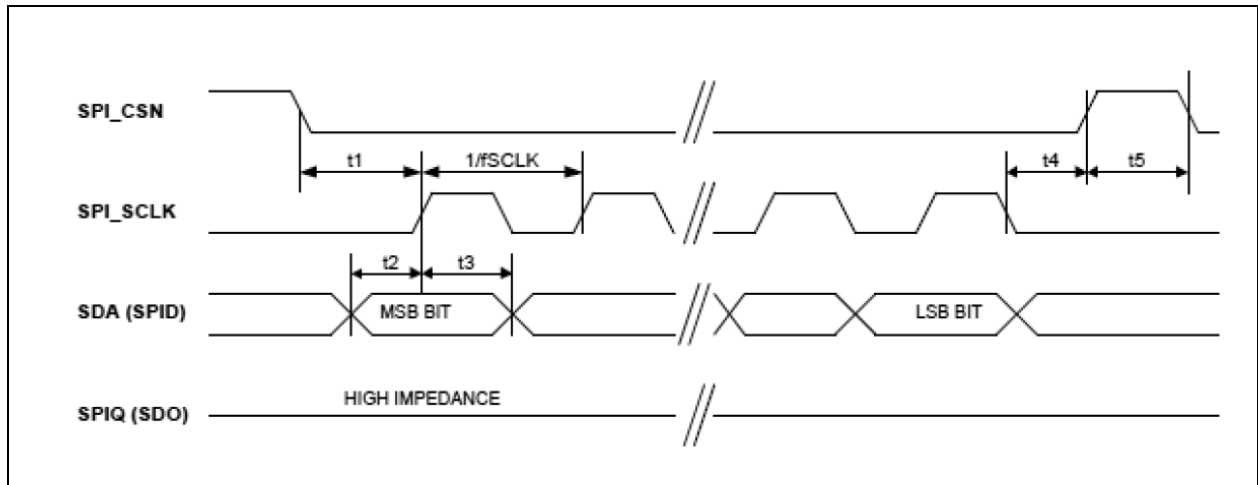 SPI_CSN
t1
1/fSCLK
t4
t5
SPI_SCLK
t2
t3
SDA (SPID)
MSB BIT
LSB BIT
HIGH IMPEDANCE
SPIQ (SDO)